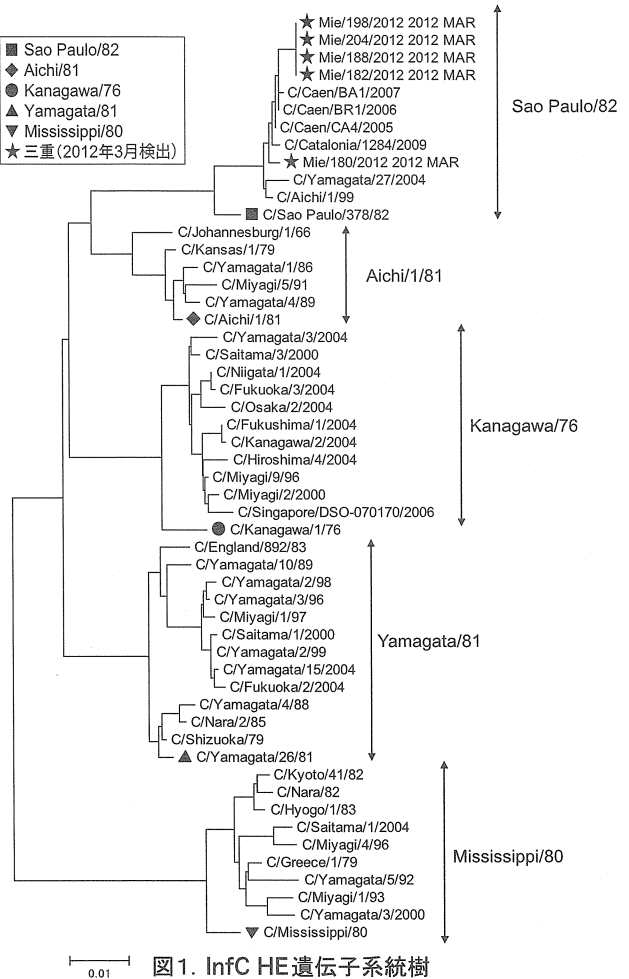 Sao Paulo/82
Aichi/81
Kanagawa/76
Yamagata/81
Mississippi/80
三重(2012年3月検出)
Mie/198/2012 2012 MAR
Mie/204/2012 2012 MAR
Mie/188/2012 2012 MAR
Mie/182/2012 2012 MAR
C/Caen/BA1/2007
C/Caen/BR1/2006
C/Caen/CA4/2005
C/Catalonia/1284/2009
Mie/180/2012 2012 MAR
C/Yamagata/27/2004
C/Aichi/1/99
C/Sao Paulo/378/82
Sao Paulo/82
C/Johannesburg/1/66
C/Kansas/1/79
C/Yamagata/1/86
C/Miyagi/5/91
C/Yamagata/4/89
C/Aichi/1/81
Aichi/1/81
C/Yamagata/3/2004
C/Saitama/3/2000
C/Niigata/1/2004
C/Fukuoka/3/2004
C/Osaka/2/2004
C/Fukushima/1/2004
C/Kanagawa/2/2004
C/Hiroshima/4/2004
C/Miyagi/9/96
C/Miyagi/2/2000
C/Singapore/DSO-070170/2006
C/Kanagawa/1/76
Kanagawa/76
C/England/892/83
C/Yamagata/10/89
C/Yamagata/2/98
C/Yamagata/3/96
C/Miyagi/1/97
C/Saitama/1/2000
C/Yamagata/2/99
C/Yamagata/15/2004
C/Fukuoka/2/2004
C/Yamagata/4/88
C/Nara/2/85
C/Shizuoka/79
C/Yamagata/26/81
Yamagata/81
C/Kyoto/41/82
C/Nara/82
C/Hyogo/1/83
C/Saitama/1/2004
C/Miyagi/4/96
C/Greece/1/79
C/Yamagata/5/92
C/Miyagi/1/93
C/Yamagata/3/2000
C/Mississippi/80
Mississippi/80
0.01
図1. InfC HE遺伝子系統樹